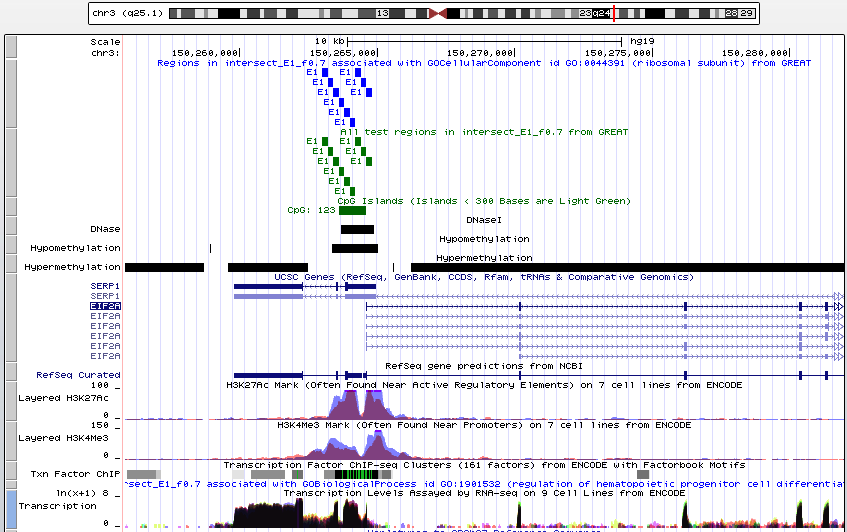 chr3 (q25.1) 13 23 q24 28 29
Scale 10 kb hg19
chr3: 150,260,000 150,265,000 150,270,000 150,275,000 150,280,000
Regions in intersect_E1_f0.7 associated with GOCellularComponent id GO:0044391 (ribosomal subunit) from GREAT
E1 E1
E1 E1
E1 E1
E1
E1
E1
All test regions in intersect_E1_f0.7 from GREAT
E1 E1
E1 E1
E1 E1
E1
E1
E1
CpG Islands (Islands < 300 Bases are Light Green)
CpG: 123
DNaseI
DNase
Hypomethylation
Hypomethylation
Hypermethylation
Hypermethylation
UCSC Genes (RefSeq, GenBank, CCDS, Rfam, tRNAs & Comparative Genomics)
SERP1
SERP1
EIF2A
EIF2A
EIF2A
EIF2A
EIF2A
EIF2A
RefSeq gene predictions from NCBI
RefSeq Curated
H3K27Ac Mark (Often Found Near Active Regulatory Elements) on 7 cell lines from ENCODE
100
Layered H3K27Ac
0
H3K4Me3 Mark (Often Found Near Promoters) on 7 cell lines from ENCODE
150
Layered H3K4Me3
0
Transcription Factor ChIP-seq Clusters (161 factors) from ENCODE with Factorbook Motifs
Txn Factor ChIP
sect_E1_f0.7 associated with GOBiologicalProcess id GO:1901532 (regulation of hematopoietic progenitor cell differentia
Transcription Levels Assayed by RNA-seq on 9 Cell Lines from ENCODE
ln(x+1) 8
Transcription
0